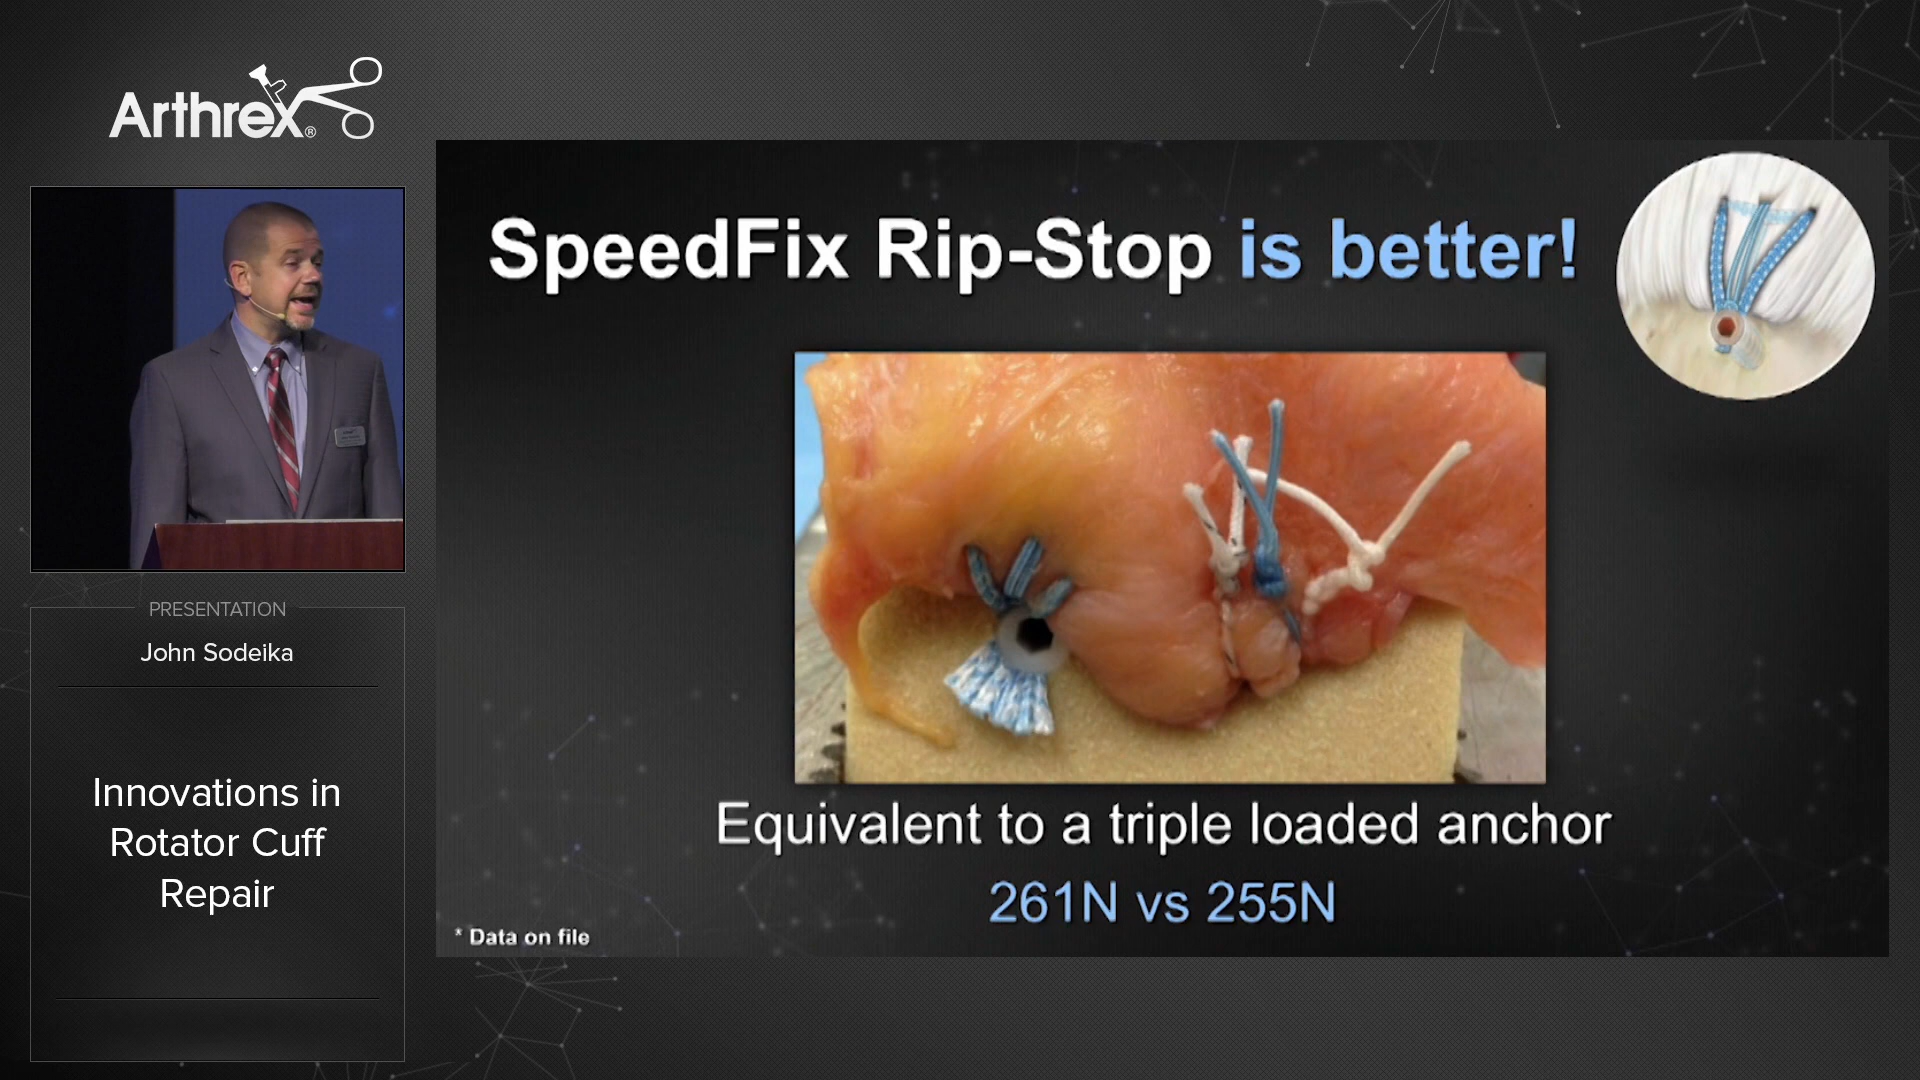 Arthrex®
SpeedFix Rip-Stop is better!
PRESENTATION
John Sodeika
Innovations in
Rotator Cuff
Repair
Equivalent to a triple loaded anchor
261N vs 255N
* Data on file